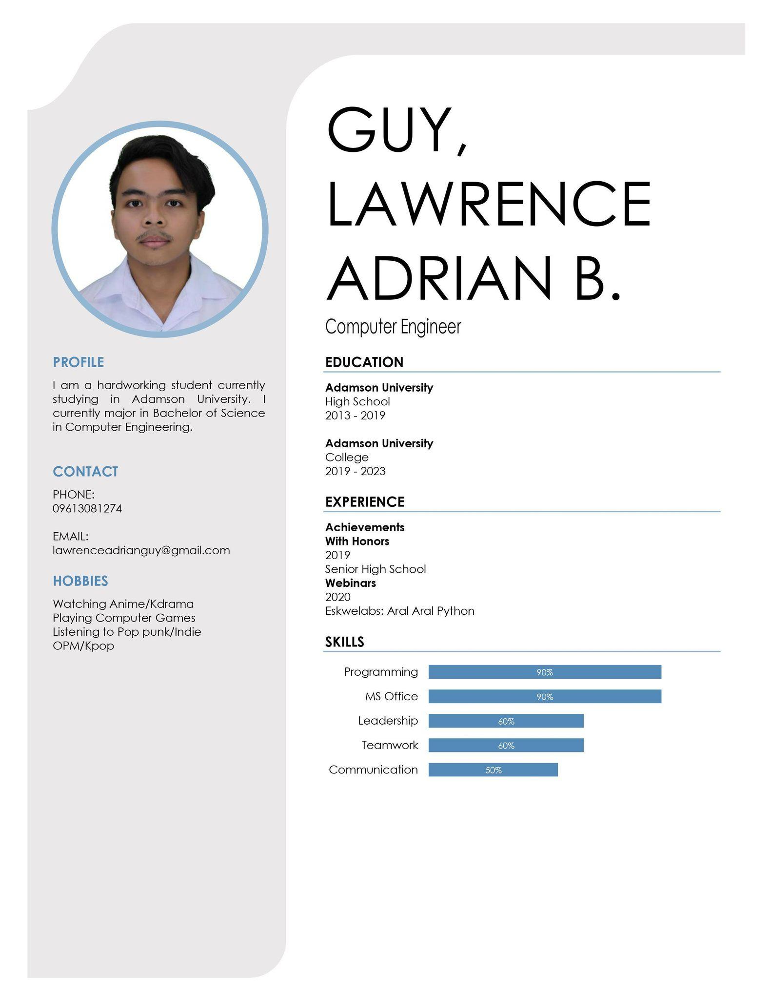 GUY,
LAWRENCE
ADRIAN B.
Computer Engineer
PROFILE
I am a hardworking student currently
studying in Adamson University. I
currently major in Bachelor of Science
in Computer Engineering.
CONTACT
PHONE:
09613081274
EMAIL:
lawrenceadrianguy@gmail.com
HOBBIES
Watching Anime/Kdrama
Playing Computer Games
Listening to Pop punk/Indie
OPM/Kpop
EDUCATION
Adamson University
High School
2013 - 2019
Adamson University
College
2019 - 2023
EXPERIENCE
Achievements
With Honors
2019
Senior High School
Webinars
2020
Eskwelabs: Aral Aral Python
SKILLS
Programming 90%
MS Office 90%
Leadership 60%
Teamwork 60%
Communication 50%